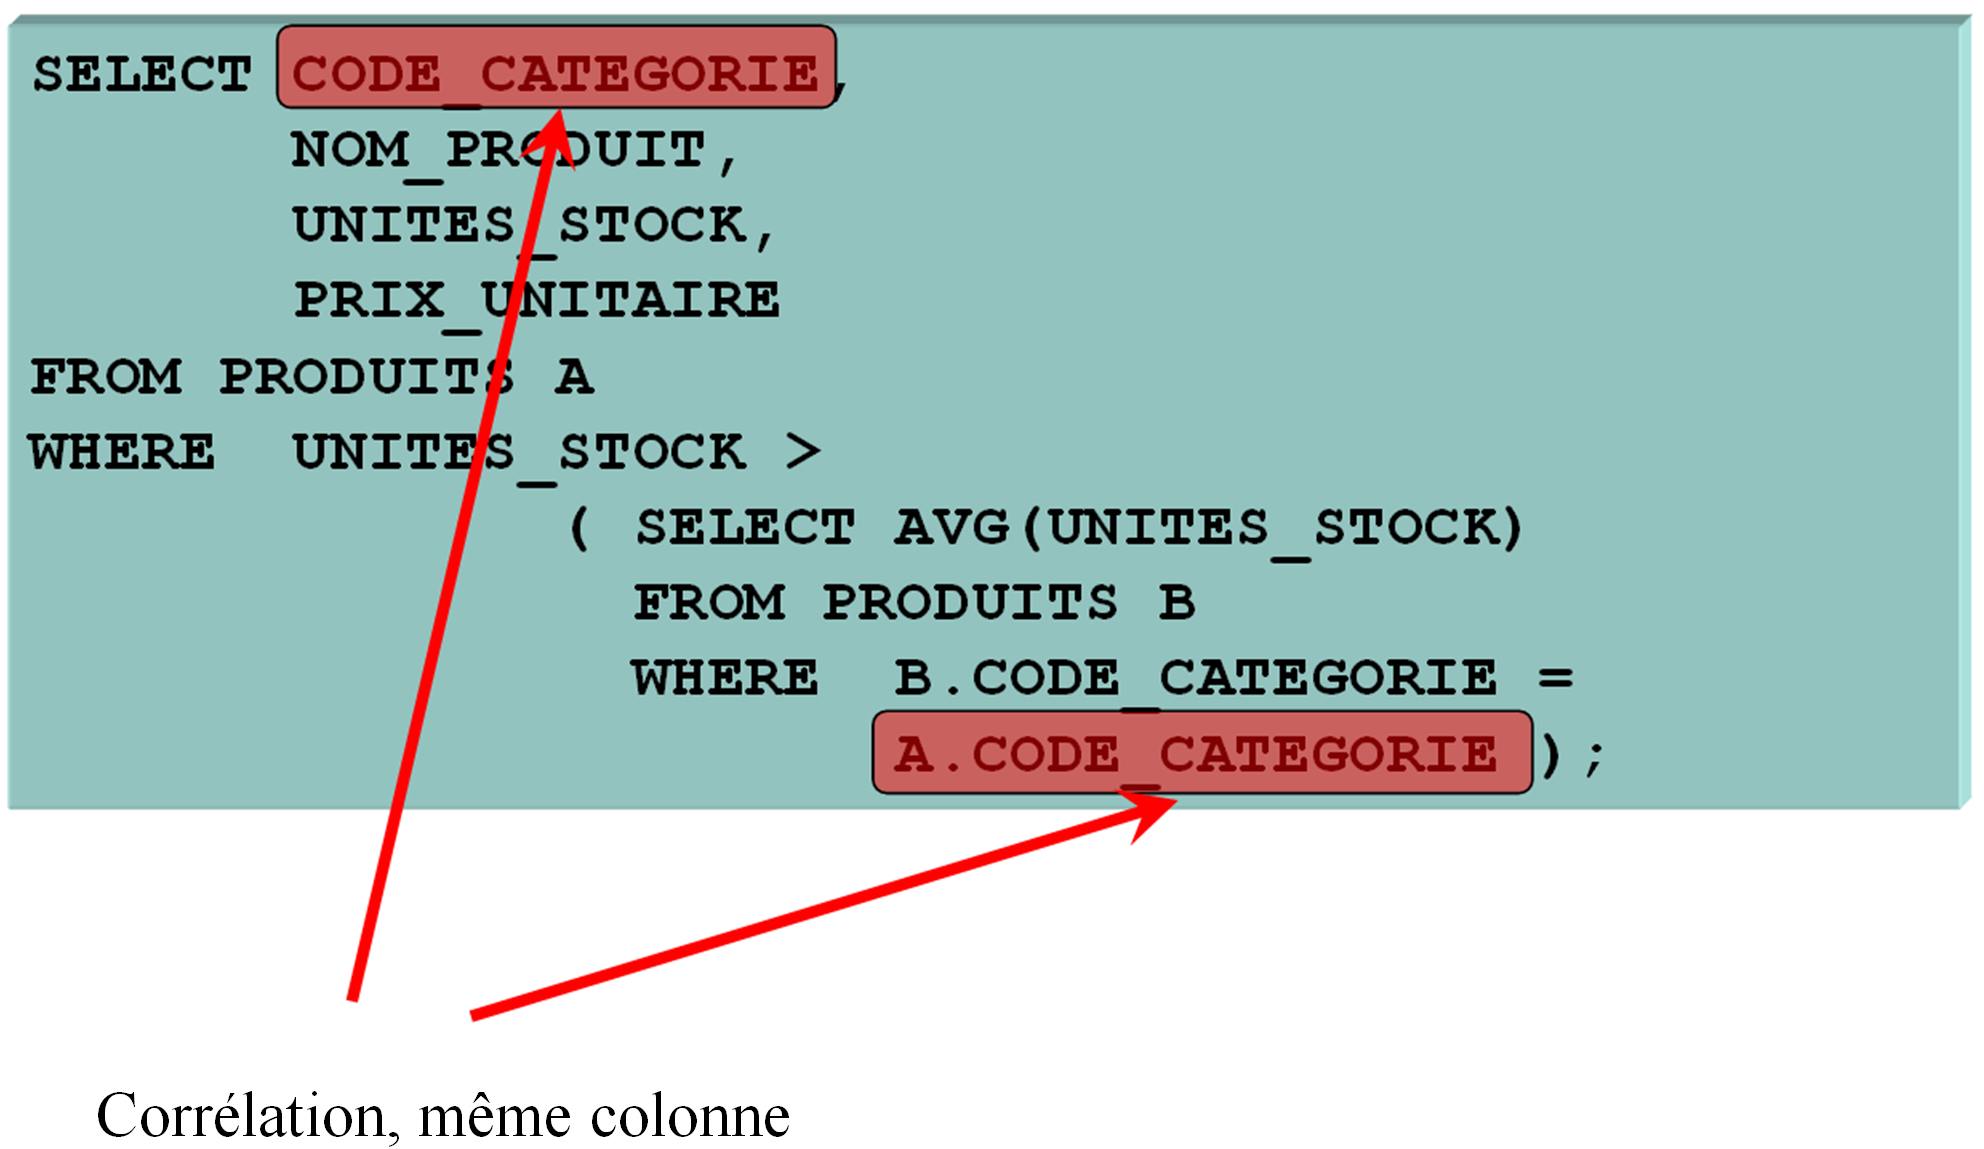 SELECT CODE_CATEGORIE,
NOM_PRODUIT,
UNITES_STOCK,
PRIX_UNITAIRE
FROM PRODUITS A
WHERE UNITES_STOCK >
( SELECT AVG(UNITES_STOCK)
FROM PRODUITS B
WHERE B.CODE_CATEGORIE =
A.CODE_CATEGORIE );
Corrélation, même colonne